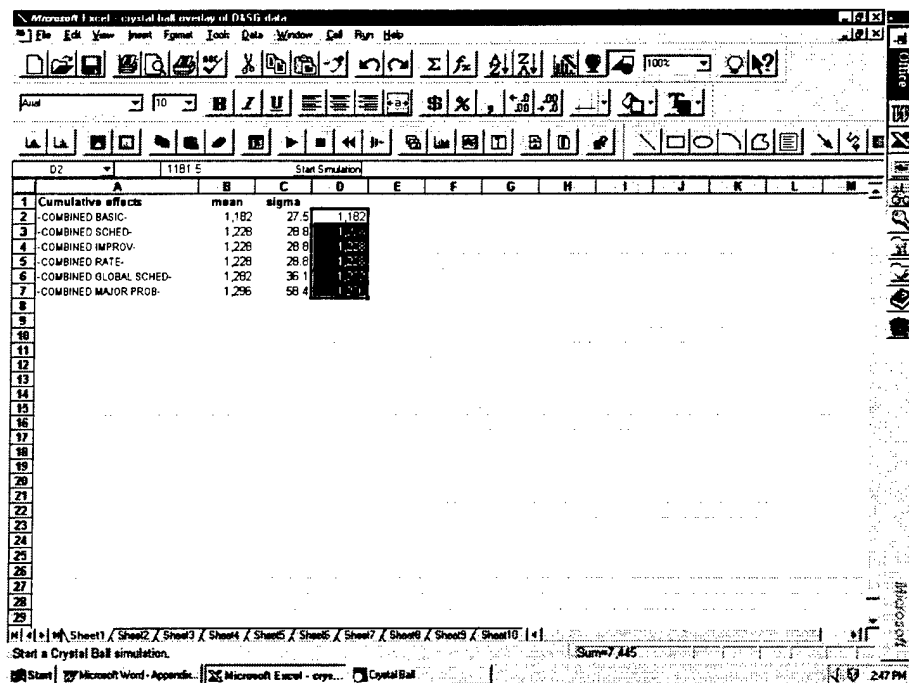 Microsoft Excel - crystal ball overlay of DASG data
File Edit View Insert Format Tools Data Window Cell Run Help
100%
Arial 10 B I U $ % ,
D2 1181.5 Start Simulation
A B C D E F G H I J K L M
1 Cumulative effects mean sigma
2 -COMBINED BASIC- 1,182 27.5 1,182
3 -COMBINED SCHED- 1,228 28.8
4 -COMBINED IMPROV- 1,228 28.8
5 -COMBINED RATE- 1,228 28.8
6 -COMBINED GLOBAL SCHED- 1,282 36.1
7 -COMBINED MAJOR PROB- 1,296 58.4
8
9
10
11
12
13
14
15
16
17
18
19
20
21
22
23
24
25
26
27
28
29
Sheet1 Sheet2 Sheet3 Sheet4 Sheet5 Sheet6 Sheet7 Sheet8 Sheet9 Sheet10
Start a Crystal Ball simulation. Sum=7,445
Start Microsoft Word - Appendix... Microsoft Excel - crys... Crystal Ball 2:47 PM
Office
Microsoft